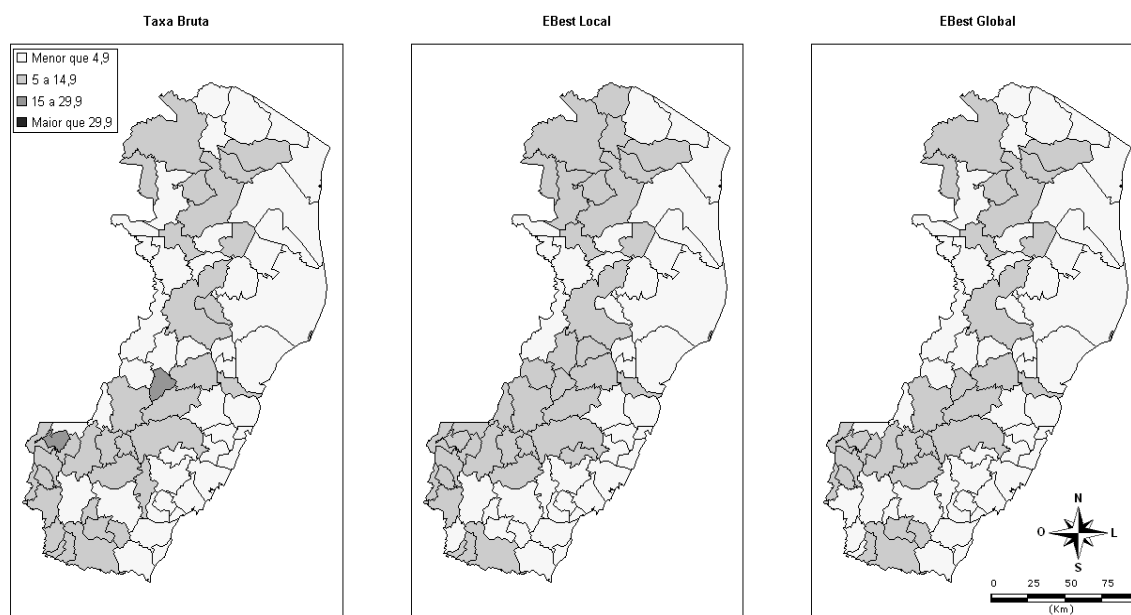 Taxa Bruta
EBest Local
EBest Global
Menor que 4,9
5 a 14,9
15 a 29,9
Maior que 29,9
N
O
L
S
0 25 50 75
(Km)